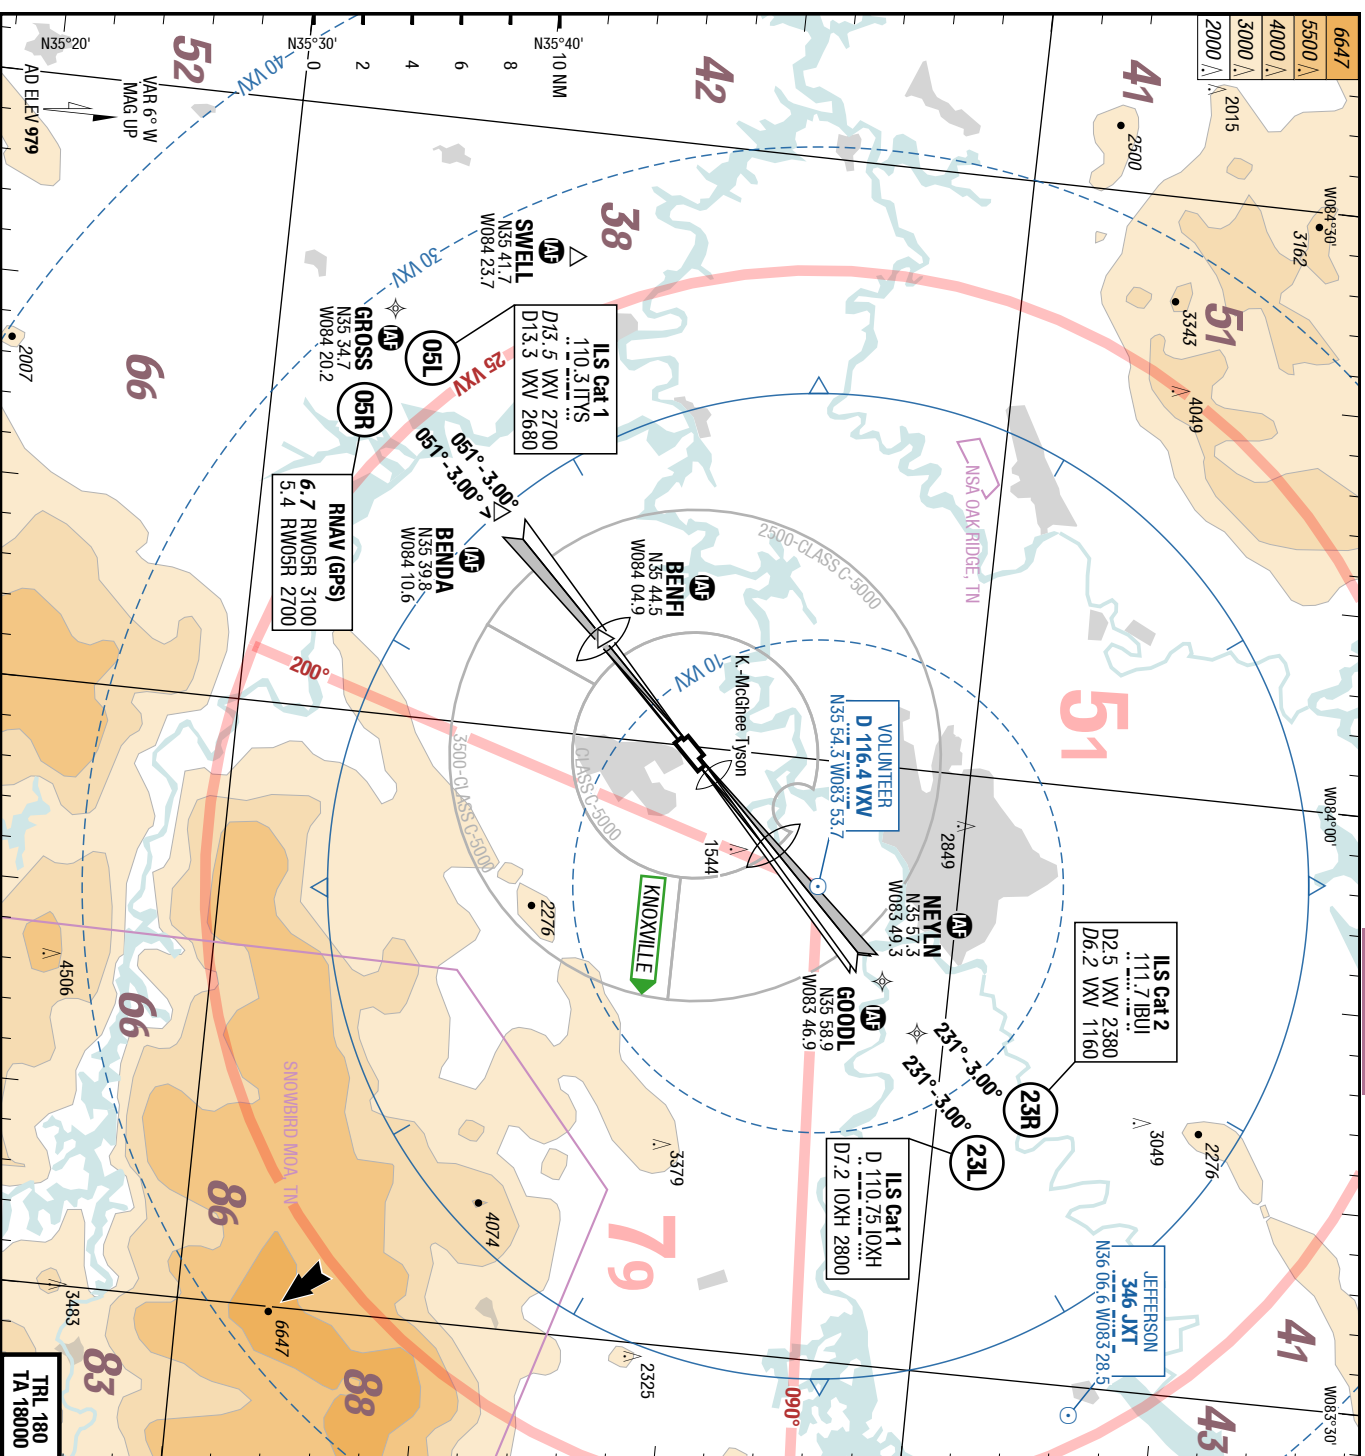 6647
5500
4000
3000
2000
N35°20'
N35°30'
N35°40'
0
2
4
6
8
10 NM
W084°30'
W084°00'
W083°30'
AD ELEV 979
VAR 6° W
MAG UP
52
42
41
38
51
66
51
66
86
79
88
83
41
43
2015
2500
3162
3343
4049
2007
40 VXV
30 VXV
25 VXV
10 VXV
200°
090°
IAF
SWELL
N35 41.7
W084 23.7
IAF
GROSS
N35 34.7
W084 20.2
05L
ILS Cat 1
110.3 ITYS
D13.5 VXV 2700
D13.3 VXV 2680
05R
RNAV (GPS)
6.7 RW05R 3100
5.4 RW05R 2700
051°-3.00°
051°-3.00°
IAF
BENDA
N35 39.8
W084 10.6
IAF
BENFI
N35 44.5
W084 04.9
NSA OAK RIDGE, TN
2500-CLASS C-5000
3500-CLASS C-5000
CLASS C-5000
K.-McGhee Tyson
VOLUNTEER
D 116.4 VXV
N35 54.3 W083 53.7
2849
1544
2276
KNOXVILLE
IAF
NEYLN
N35 57.3
W083 49.3
IAF
GOODL
N35 58.9
W083 46.9
231°-3.00°
231°-3.00°
23R
ILS Cat 2
111.7 IBUI
D2.5 VXV 2380
D6.2 VXV 1160
23L
ILS Cat 1
D 110.75 IOXH
D7.2 IOXH 2800
3049
2276
3379
4074
4506
SNOWBIRD MOA, TN
JEFFERSON
346 JXT
N36 06.6 W083 28.5
6647
3483
2325
TRL 180
TA 18000